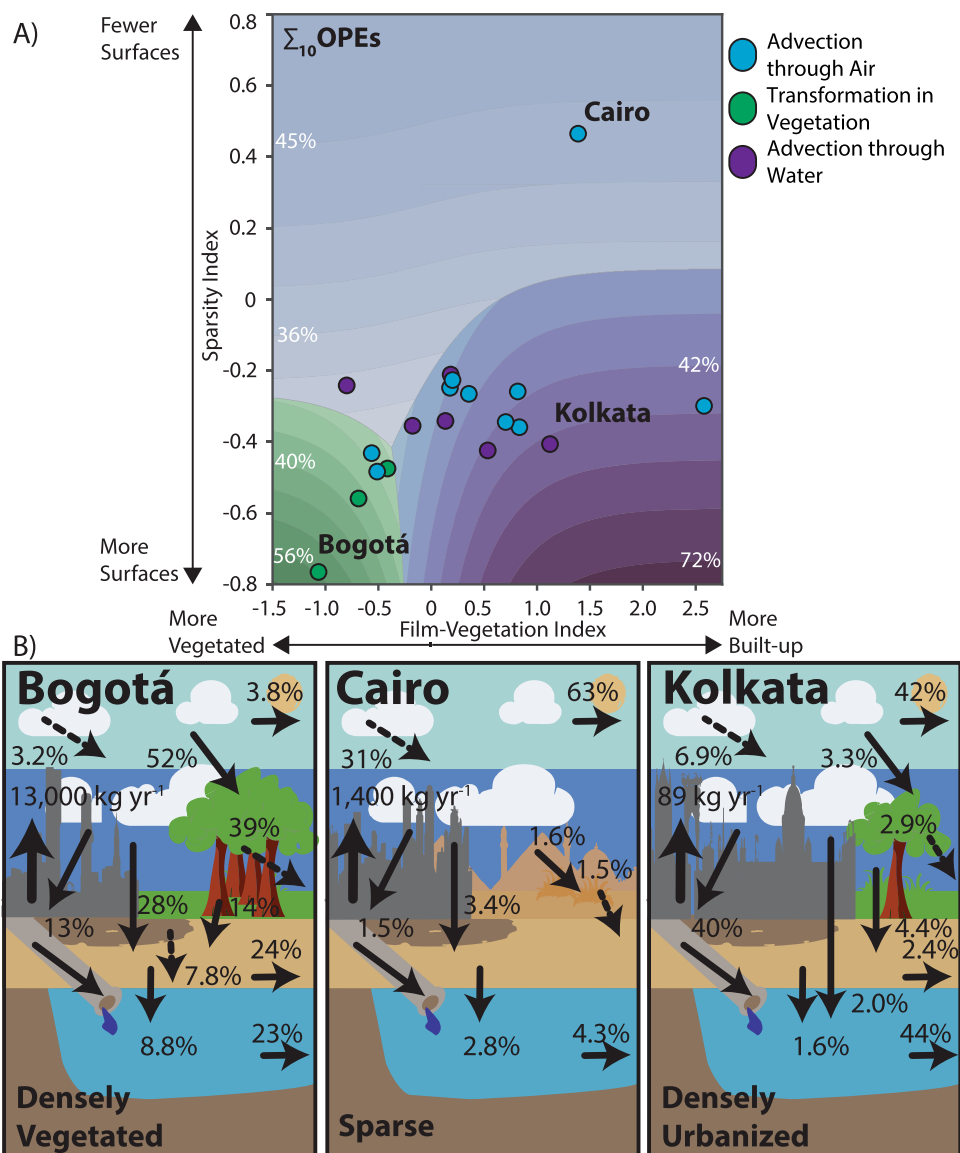 A)
Fewer
Surfaces
More
Surfaces
Sparsity Index
0.8
0.6
0.4
0.2
0
-0.2
-0.4
-0.6
-0.8
∑10OPEs
Cairo
45%
36%
42%
Kolkata
40%
56%
Bogotá
72%
-1.5 -1.0 -0.5 0 0.5 1.0 1.5 2.0 2.5
More
Vegetated
Film-Vegetation Index
More
Built-up
Advection
through Air
Transformation in
Vegetation
Advection through
Water
B)
Bogotá
3.8%
3.2%
52%
13,000 kg yr-1
39%
28%
14%
13%
24%
7.8%
8.8%
23%
Densely
Vegetated
Cairo
63%
31%
1,400 kg yr-1
1.6%
1.5%
3.4%
1.5%
2.8%
4.3%
Sparse
Kolkata
42%
6.9%
3.3%
89 kg yr-1
2.9%
40%
4.4%
2.4%
2.0%
1.6%
44%
Densely
Urbanized